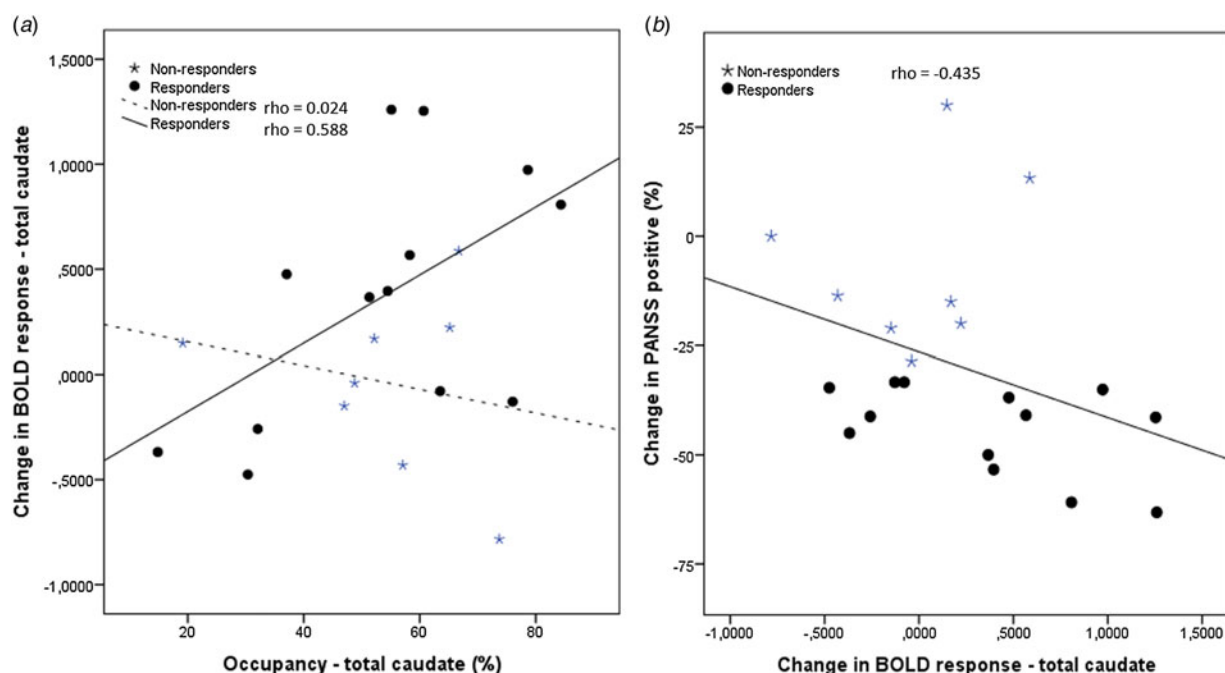 (a)
Non-responders
Responders
Non-responders rho = 0.024
Responders rho = 0.588
1,5000
1,0000
,5000
,0000
-,5000
-1,0000
Change in BOLD response - total caudate
20 40 60 80
Occupancy - total caudate (%)
(b)
Non-responders rho = -0.435
Responders
25
0
-25
-50
-75
Change in PANSS positive (%)
-1,0000 -,5000 ,0000 ,5000 1,0000 1,5000
Change in BOLD response - total caudate